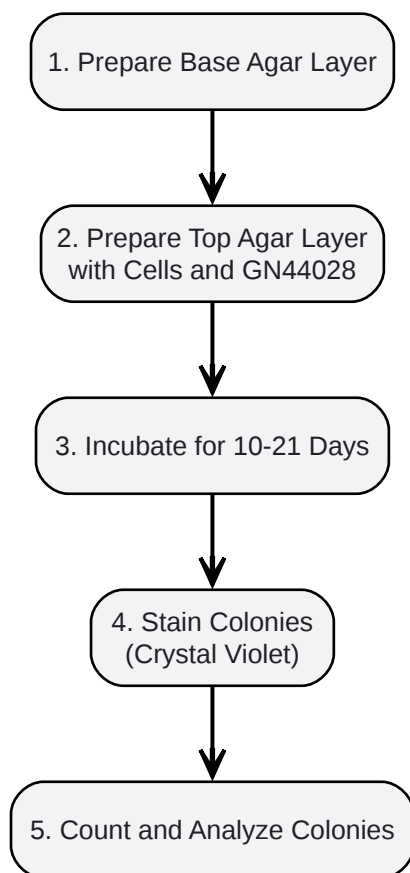 1. Prepare Base Agar Layer
2. Prepare Top Agar Layer
with Cells and GN44028
3. Incubate for 10-21 Days
4. Stain Colonies
(Crystal Violet)
5. Count and Analyze Colonies